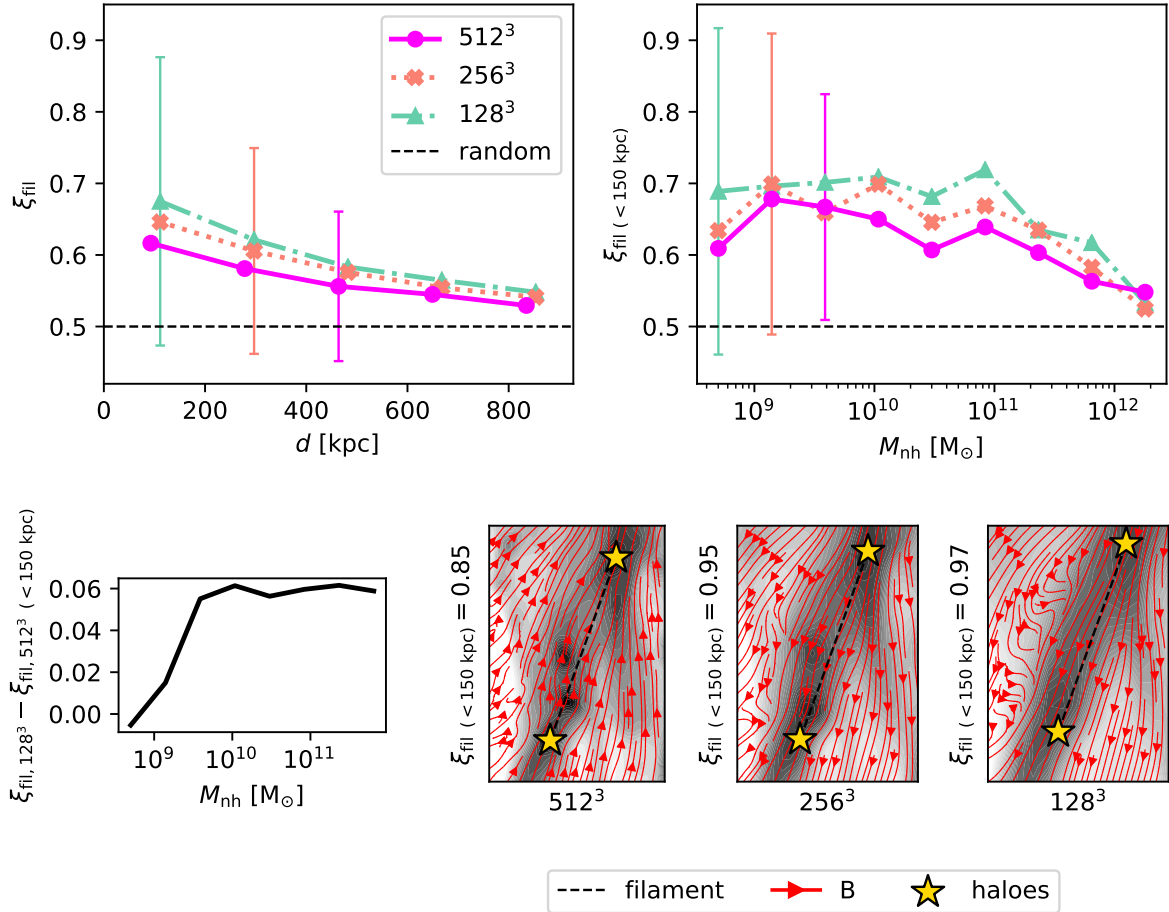 0.9
0.8
0.7
0.6
0.5
ξfil
512³
256³
128³
random
0
200
400
600
800
d [kpc]
0.9
0.8
0.7
0.6
0.5
ξfil (<150 kpc)
10⁹
10¹⁰
10¹¹
10¹²
Mnh [M⊙]
0.06
0.04
0.02
0.00
ξfil, 128³ − ξfil, 512³ (<150 kpc)
10⁹
10¹⁰
10¹¹
Mnh [M⊙]
ξfil (<150 kpc) = 0.85
512³
ξfil (<150 kpc) = 0.95
256³
ξfil (<150 kpc) = 0.97
128³
filament
B
haloes